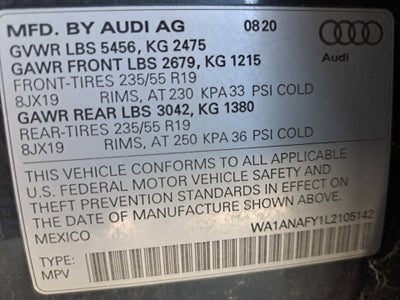 MFD. BY AUDI AG 0820
GVWR LBS 5456, KG 2475
Audi
GAWR FRONT LBS 2679, KG 1215
FRONT-TIRES 235/55 R19
8JX19 RIMS, AT 230 KPA 33 PSI COLD
GAWR REAR LBS 3042, KG 1380
REAR-TIRES 235/55 R19
8JX19 RIMS, AT 250 KPA 36 PSI COLD
THIS VEHICLE CONFORMS TO ALL APPLICABLE
U.S. FEDERAL MOTOR VEHICLE SAFETY AND
THEFT PREVENTION STANDARDS IN EFFECT ON
THE DATE OF MANUFACTURE SHOWN ABOVE.
MEXICO WA1ANAFY1L2105142
TYPE:
MPV